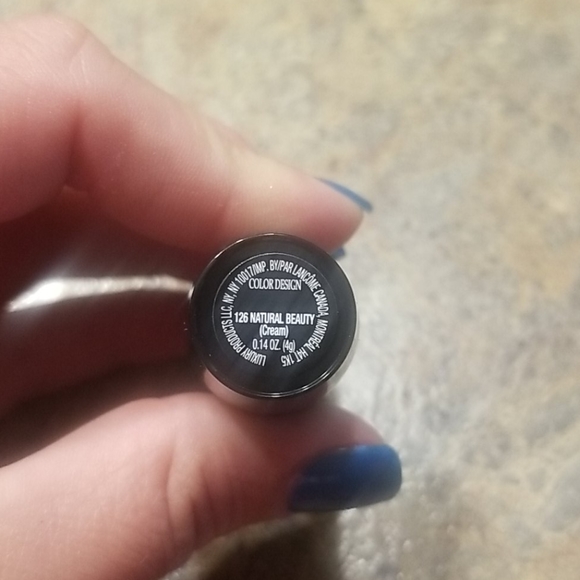 LUXURY PRODUCTS LLC, NY, NY 10017/IMP. BY/PAR LANCÔME CANADA, MONTRÉAL H4T 1K5
COLOR DESIGN
126 NATURAL BEAUTY
(Cream)
0.14 OZ. (4g)